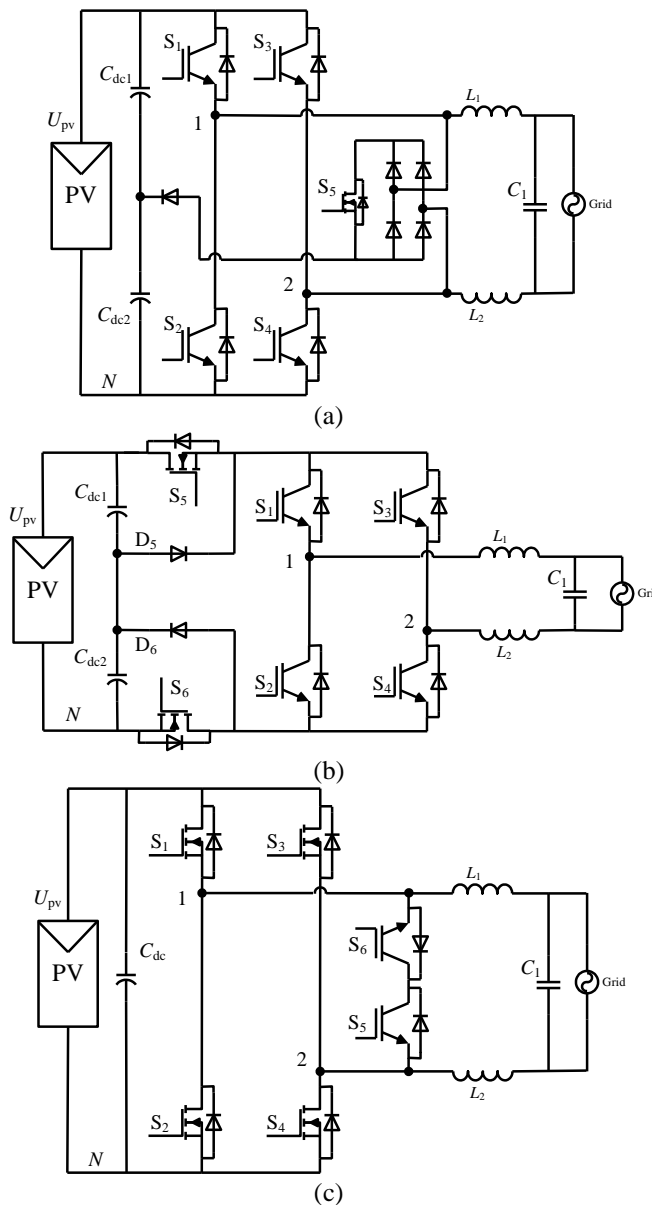 S1
S3
Cdc1
L1
Upv
1
PV
S5
C1
Grid
2
Cdc2
S2
S4
L2
N
(a)
S5
Cdc1
S1
S3
Upv
D5
L1
1
C1
PV
Gri
2
D6
Cdc2
S2
S4
L2
S6
N
(b)
S1
S3
L1
1
Upv
S6
Cdc
C1
PV
Grid
S5
2
L2
S2
S4
N
(c)